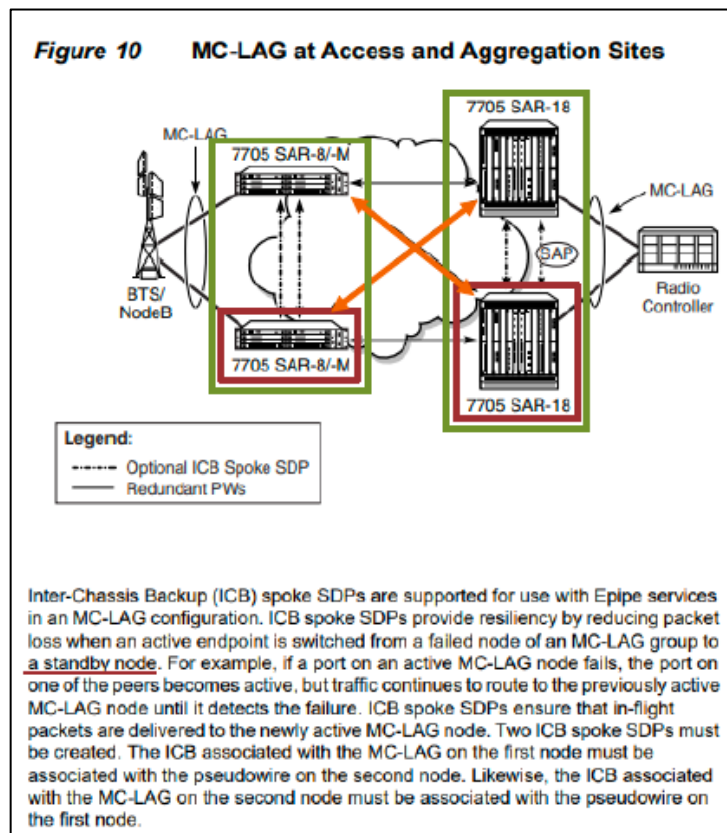 Figure 10 MC-LAG at Access and Aggregation Sites
7705 SAR-18
MC-LAG
7705 SAR-8/-M
MC-LAG
SAP
BTS/
NodeB
Radio
Controller
7705 SAR-8/-M
7705 SAR-18
Legend:
Optional ICB Spoke SDP
Redundant PWs
Inter-Chassis Backup (ICB) spoke SDPs are supported for use with Epipe services
in an MC-LAG configuration. ICB spoke SDPs provide resiliency by reducing packet
loss when an active endpoint is switched from a failed node of an MC-LAG group to
a standby node. For example, if a port on an active MC-LAG node fails, the port on
one of the peers becomes active, but traffic continues to route to the previously active
MC-LAG node until it detects the failure. ICB spoke SDPs ensure that in-flight
packets are delivered to the newly active MC-LAG node. Two ICB spoke SDPs must
be created. The ICB associated with the MC-LAG on the first node must be
associated with the pseudowire on the second node. Likewise, the ICB associated
with the MC-LAG on the second node must be associated with the pseudowire on
the first node.